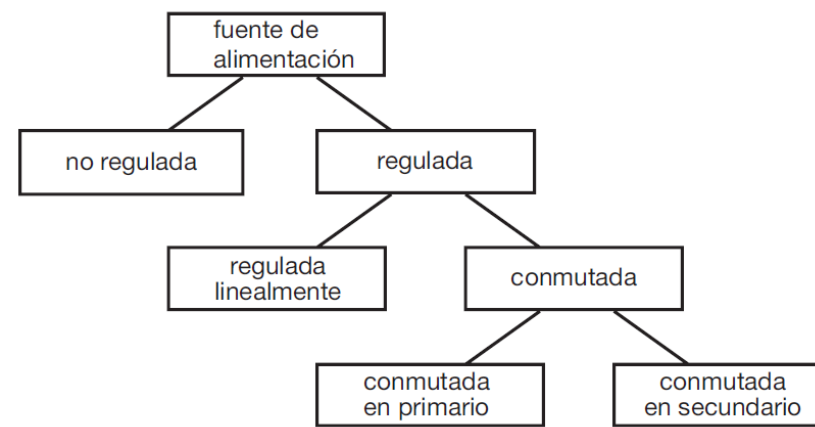 fuente de
alimentación
no regulada
regulada
regulada
linealmente
conmutada
conmutada
en primario
conmutada
en secundario